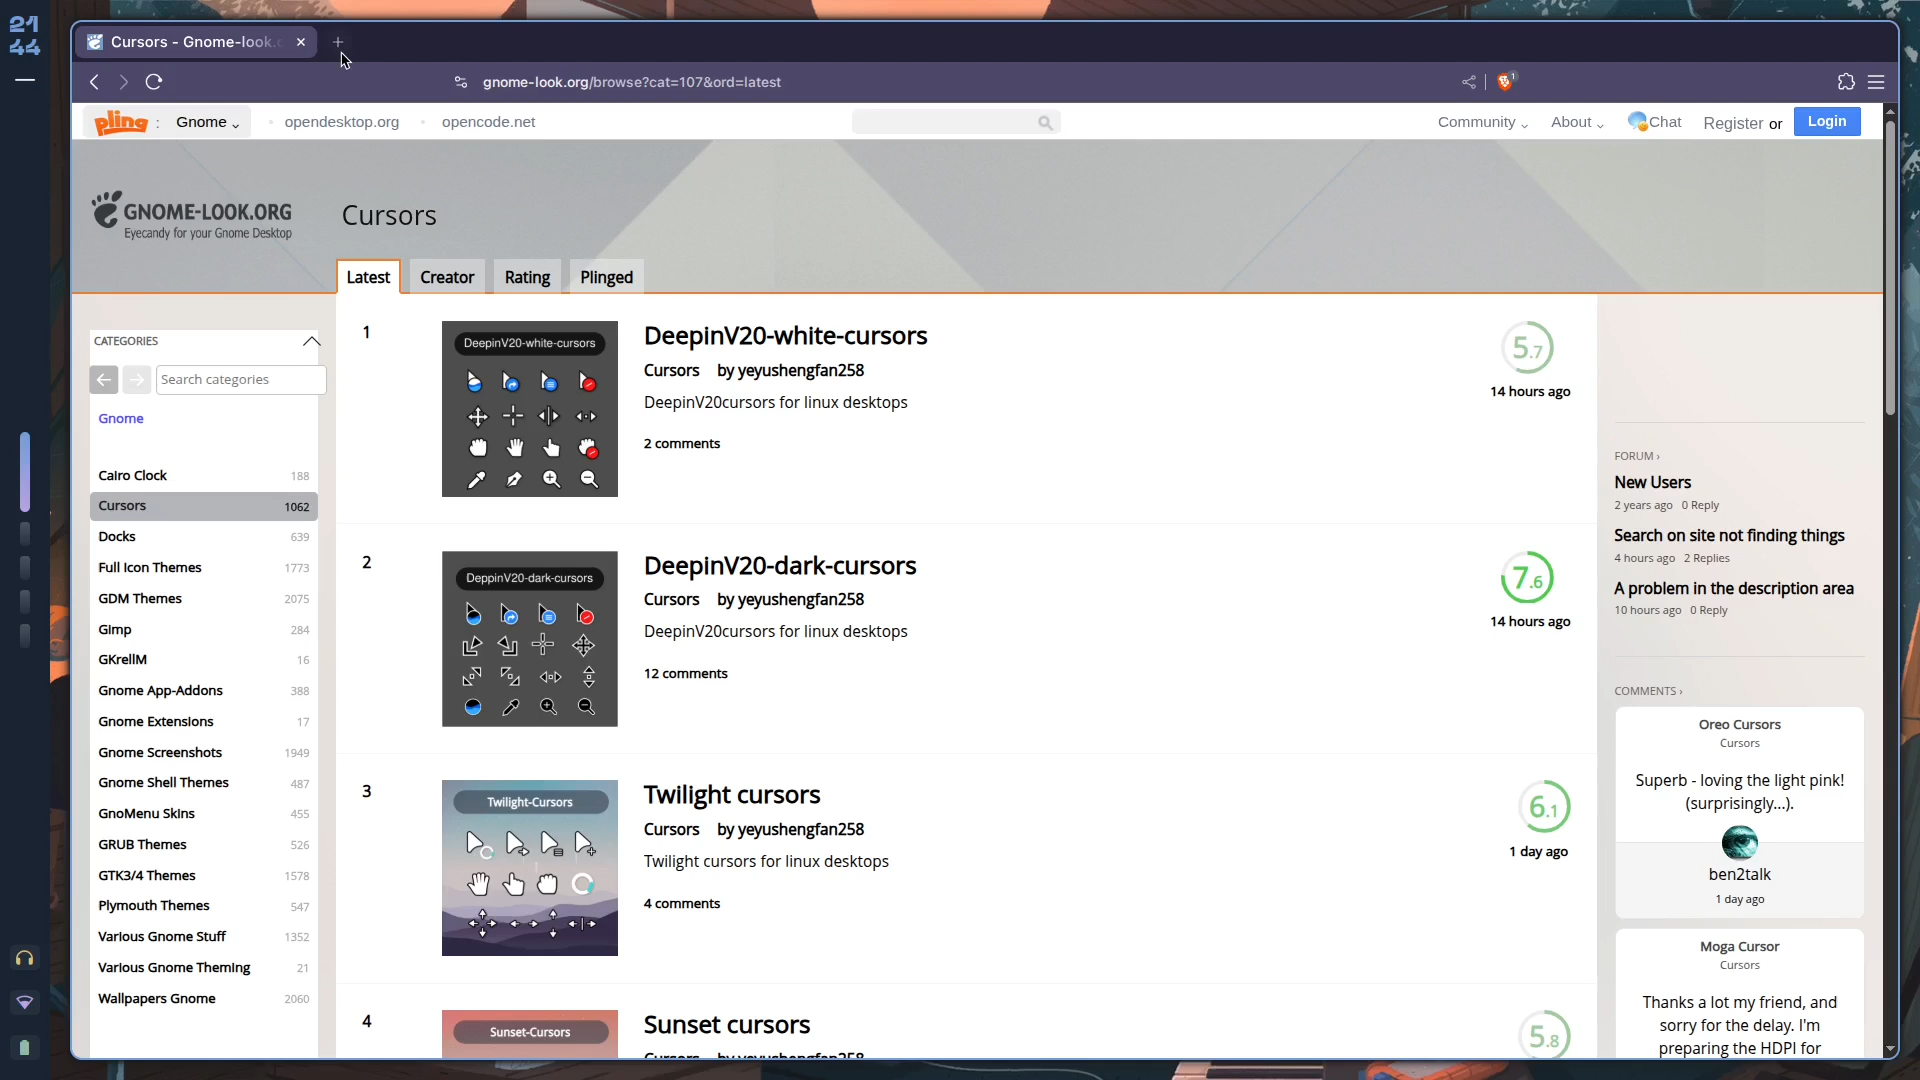 21
44
Cursors - Gnome-look.
gnome-look.org/browse?cat=107&ord=latest
1
pling : Gnome
opendesktop.org
opencode.net
Community
About
Chat
Register or
Login
GNOME-LOOK.ORG
Eyecandy for your Gnome Desktop
Cursors
Latest
Creator
Rating
Plinged
CATEGORIES
Search categories
Gnome
Cairo Clock 188
Cursors 1062
Docks 639
Full Icon Themes 1773
GDM Themes 2075
Gimp 284
GKrellM 16
Gnome App-Addons 388
Gnome Extensions 17
Gnome Screenshots 1949
Gnome Shell Themes 487
GnoMenu Skins 455
GRUB Themes 526
GTK3/4 Themes 1578
Plymouth Themes 547
Various Gnome Stuff 1352
Various Gnome Theming 21
Wallpapers Gnome 2060
1
DeepinV20-white-cursors
DeepinV20-white-cursors
Cursors by yeyushengfan258
DeepinV20cursors for linux desktops
2 comments
5.7
14 hours ago
2
DeppinV20-dark-cursors
DeepinV20-dark-cursors
Cursors by yeyushengfan258
DeepinV20cursors for linux desktops
12 comments
7.6
14 hours ago
3
Twilight-Cursors
Twilight cursors
Cursors by yeyushengfan258
Twilight cursors for linux desktops
4 comments
6.1
1 day ago
4
Sunset-Cursors
Sunset cursors
Cursors by yeyushengfan258
5.8
FORUM ›
New Users
2 years ago 0 Reply
Search on site not finding things
4 hours ago 2 Replies
A problem in the description area
10 hours ago 0 Reply
COMMENTS ›
Oreo Cursors
Cursors
Superb - loving the light pink!
(surprisingly...).
ben2talk
1 day ago
Moga Cursor
Cursors
Thanks a lot my friend, and
sorry for the delay. I'm
preparing the HDPI for